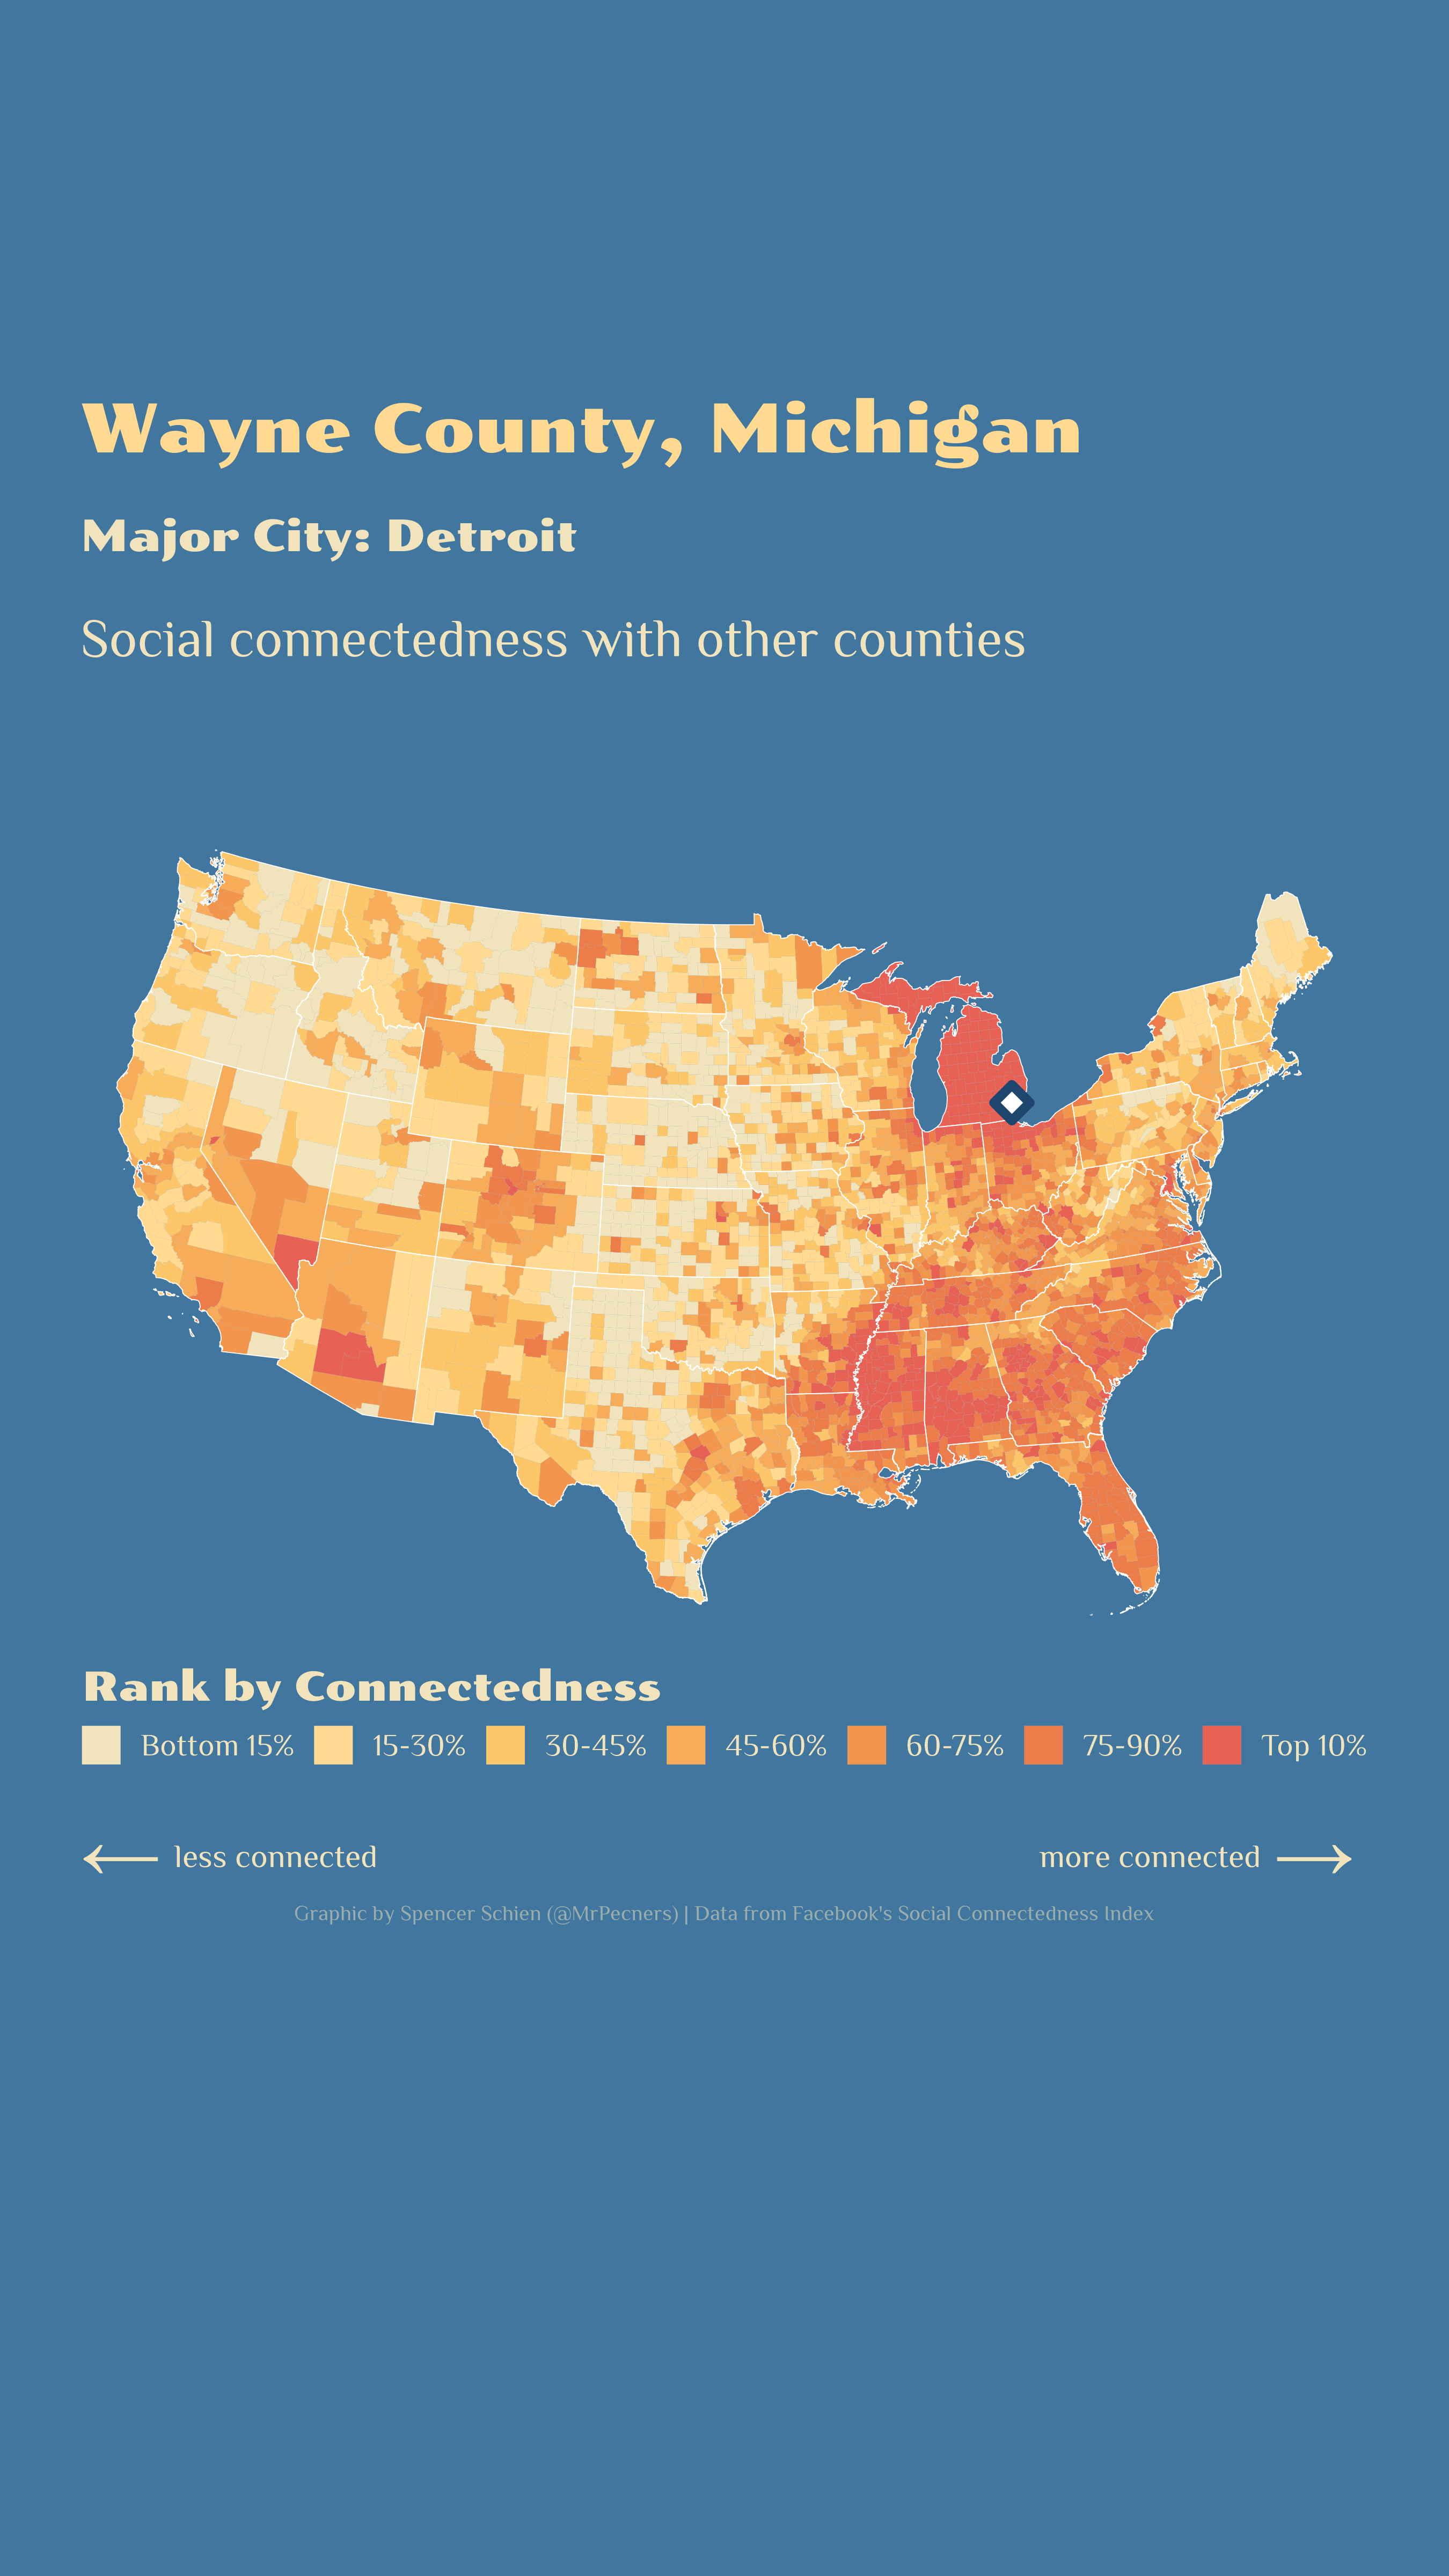 Wayne County, Michigan
Major City: Detroit
Social connectedness with other counties
Rank by Connectedness
Bottom 15% 15-30% 30-45% 45-60% 60-75% 75-90% Top 10%
← less connected more connected →
Graphic by Spencer Schien (@MrPecners) | Data from Facebook's Social Connectedness Index